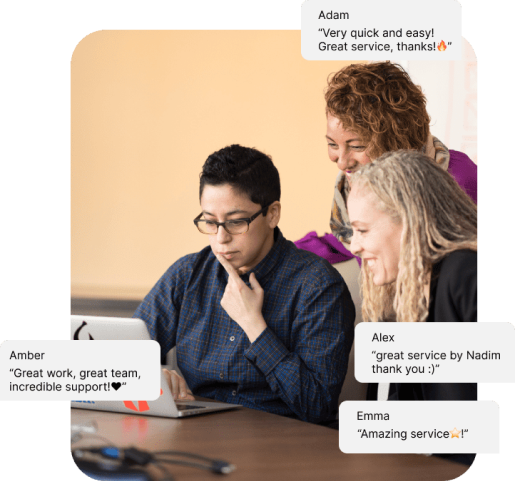 Adam
“Very quick and easy!
Great service, thanks!🔥”
Amber
“Great work, great team,
incredible support!♥”
Alex
“great service by Nadim
thank you :)”
Emma
“Amazing service⭐!”